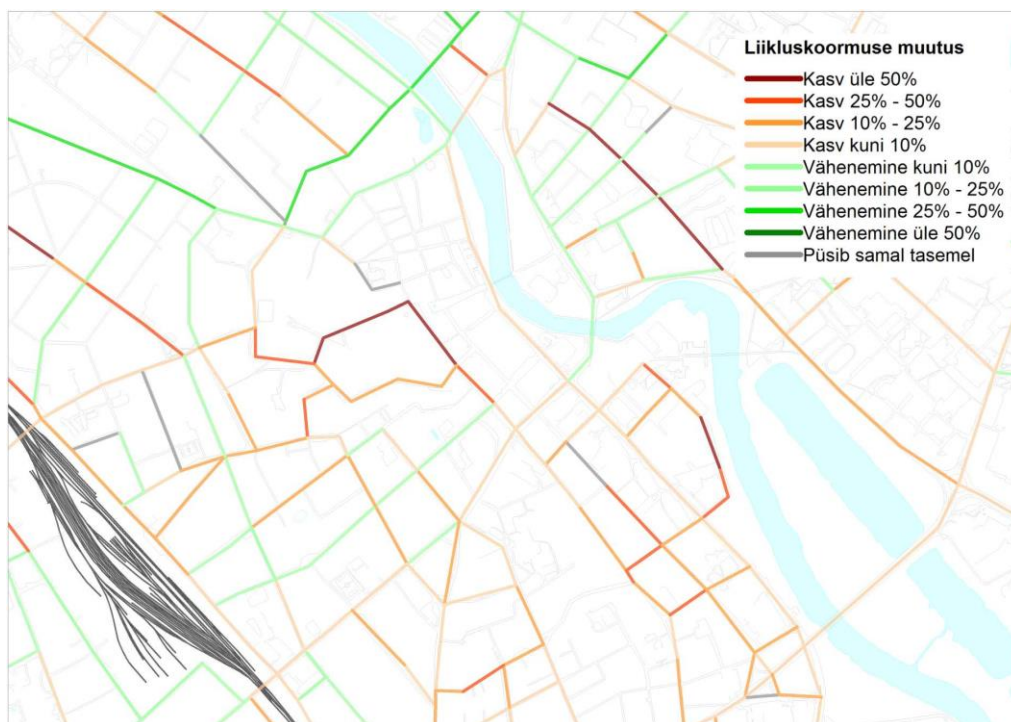 Liikluskoormuse muutus
Kasv üle 50%
Kasv 25% - 50%
Kasv 10% - 25%
Kasv kuni 10%
Vähenemine kuni 10%
Vähenemine 10% - 25%
Vähenemine 25% - 50%
Vähenemine üle 50%
Püsib samal tasemel